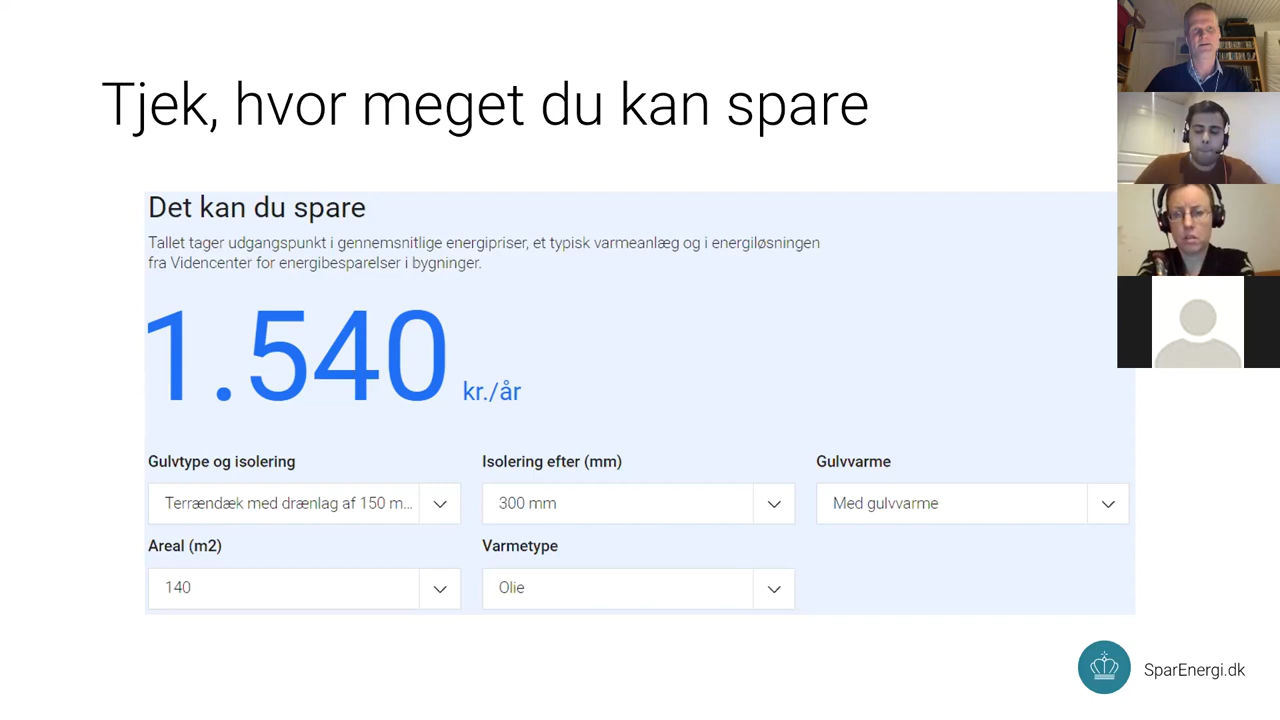 Tjek, hvor meget du kan spare
Det kan du spare
Tallet tager udgangspunkt i gennemsnitlige energipriser, et typisk varmeanlæg og i energiløsningen
fra Videncenter for energibesparelser i bygninger.
1.540 kr./år
Gulvtype og isolering
Isolering efter (mm)
Gulvvarme
Terrændæk med drænlag af 150 m...
300 mm
Med gulvvarme
Areal (m2)
Varmetype
140
Olie
SparEnergi.dk